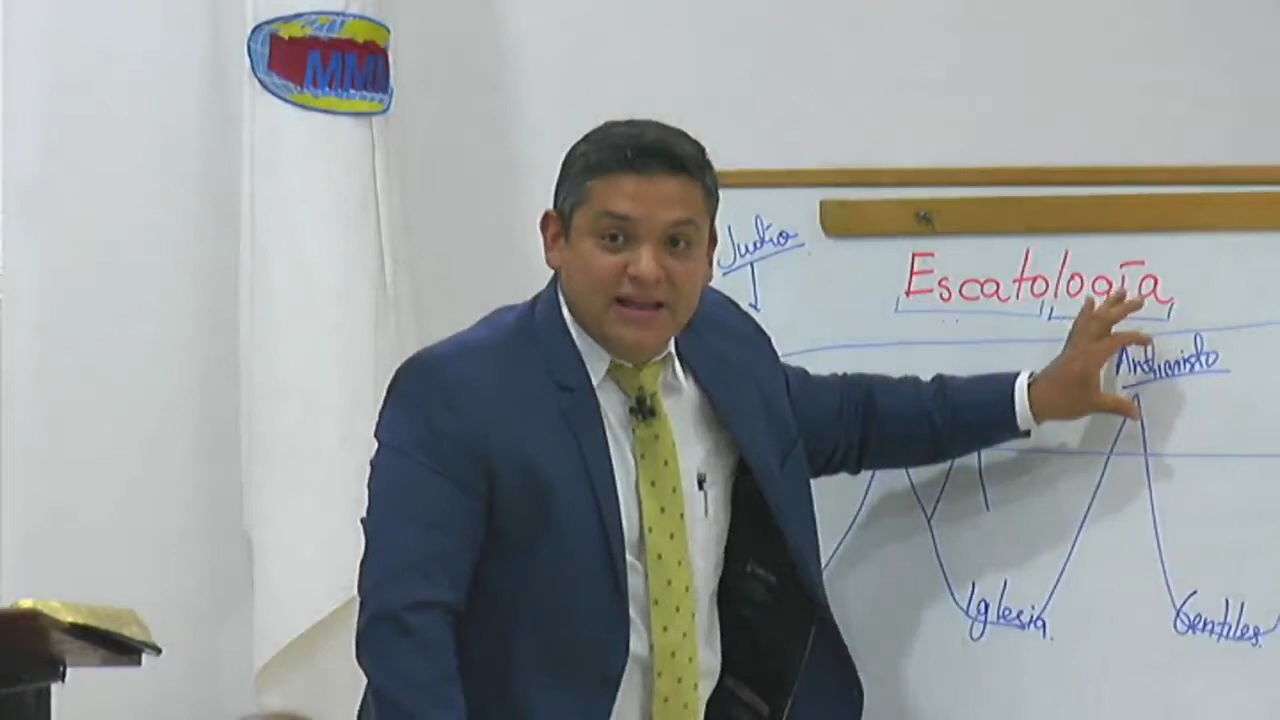 MMM
Judío
Escatología
Anticristo
Iglesia
Gentiles